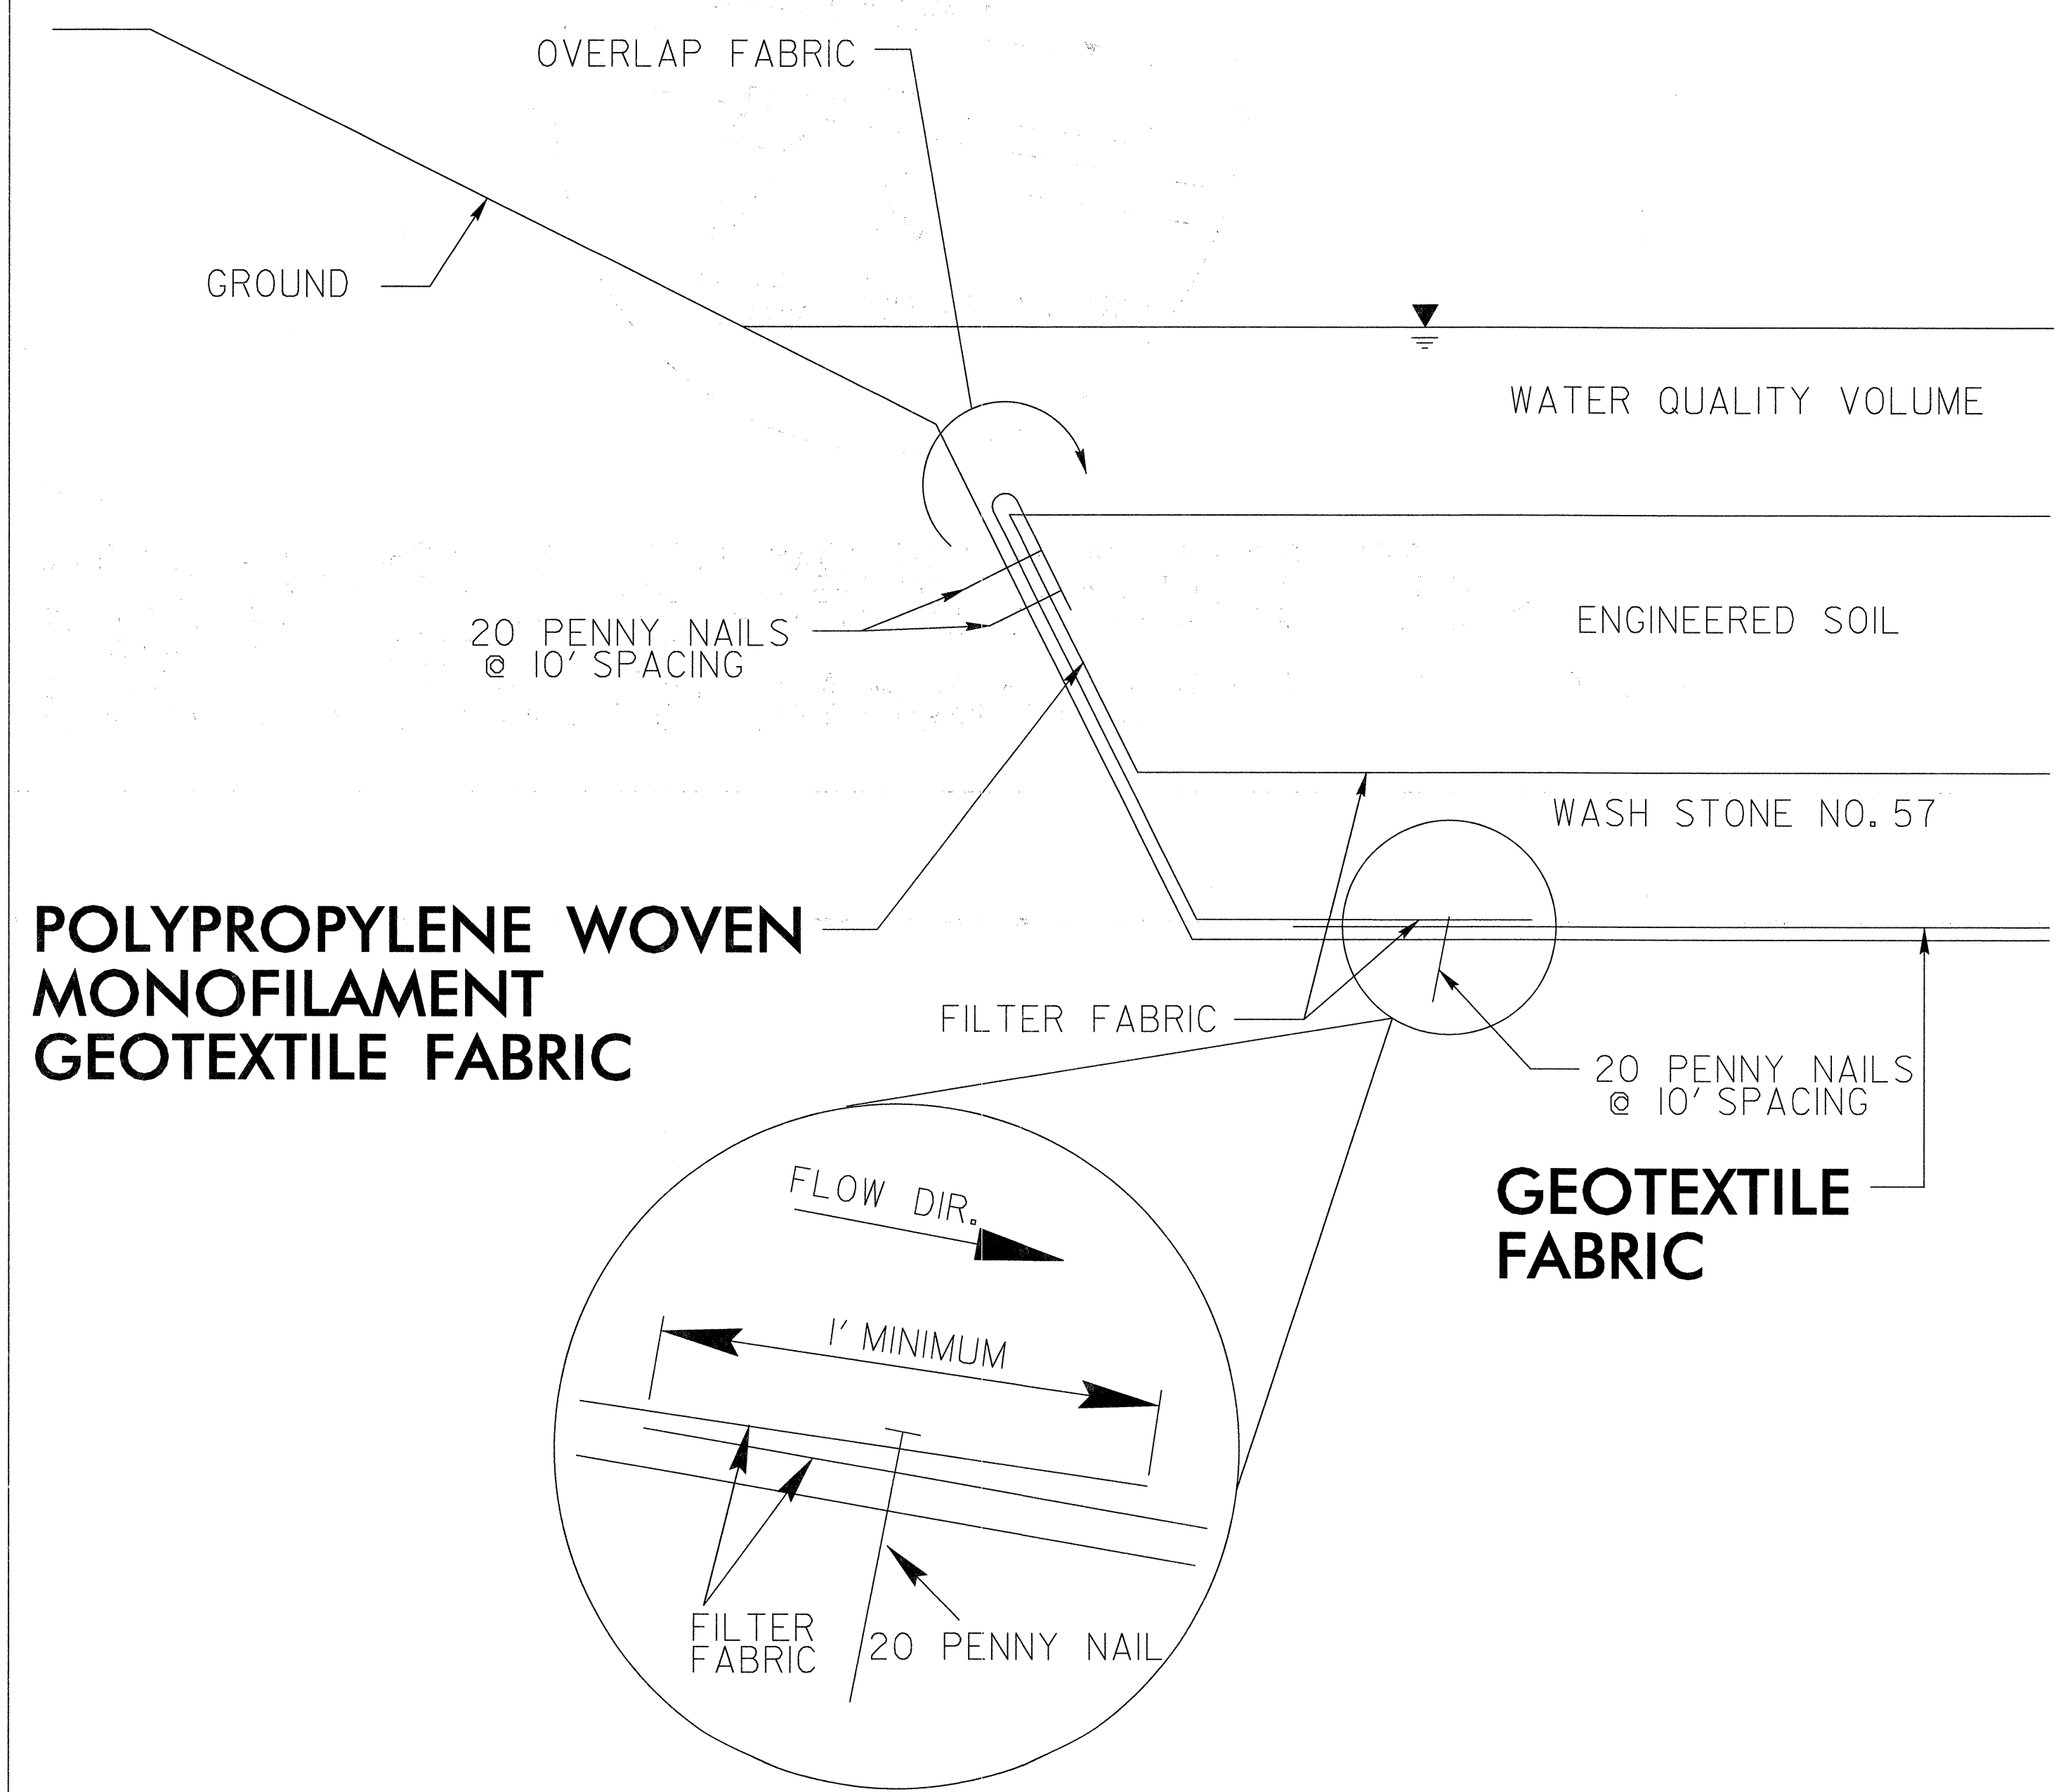 OVERLAP FABRIC
GROUND
WATER QUALITY VOLUME
20 PENNY NAILS
@ 10' SPACING
ENGINEERED SOIL
WASH STONE NO. 57
POLYPROPYLENE WOVEN
MONOFILAMENT
GEOTEXTILE FABRIC
FILTER FABRIC
20 PENNY NAILS
@ 10' SPACING
GEOTEXTILE
FABRIC
FLOW DIR.
1' MINIMUM
FILTER
FABRIC
20 PENNY NAIL